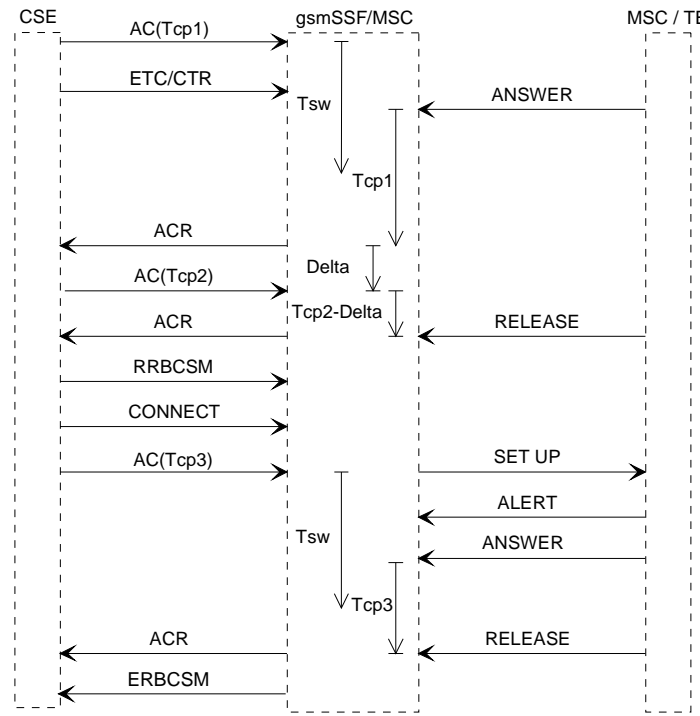 CSE
gsmSSF/MSC
MSC / TE
AC(Tcp1)
ETC/CTR
Tsw
ANSWER
Tcp1
ACR
Delta
AC(Tcp2)
Tcp2-Delta
ACR
RELEASE
RRBCSM
CONNECT
AC(Tcp3)
SET UP
ALERT
Tsw
ANSWER
Tcp3
ACR
RELEASE
ERBCSM